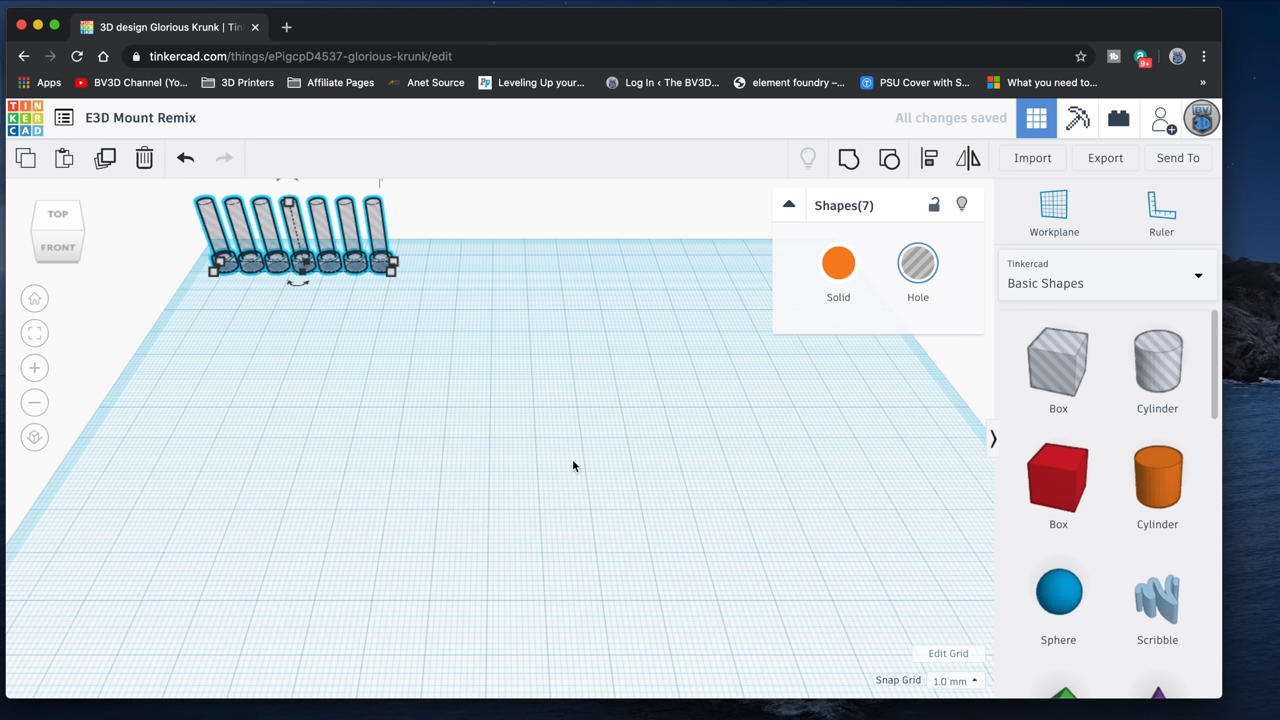 3D design Glorious Krunk | Tin
tinkercad.com/things/ePigcpD4537-glorious-krunk/edit
9+
Apps
BV3D Channel (Yo...
3D Printers
Affiliate Pages
Anet Source
Pp
Leveling Up your...
Log In ‹ The BV3D...
element foundry –...
PSU Cover with S...
What you need to...
»
TIN
KER
CAD
E3D Mount Remix
All changes saved
Import
Export
Send To
TOP
FRONT
Shapes(7)
Solid
Hole
Workplane
Ruler
Tinkercad
Basic Shapes
Box
Cylinder
Box
Cylinder
Sphere
Scribble
Edit Grid
Snap Grid
1.0 mm